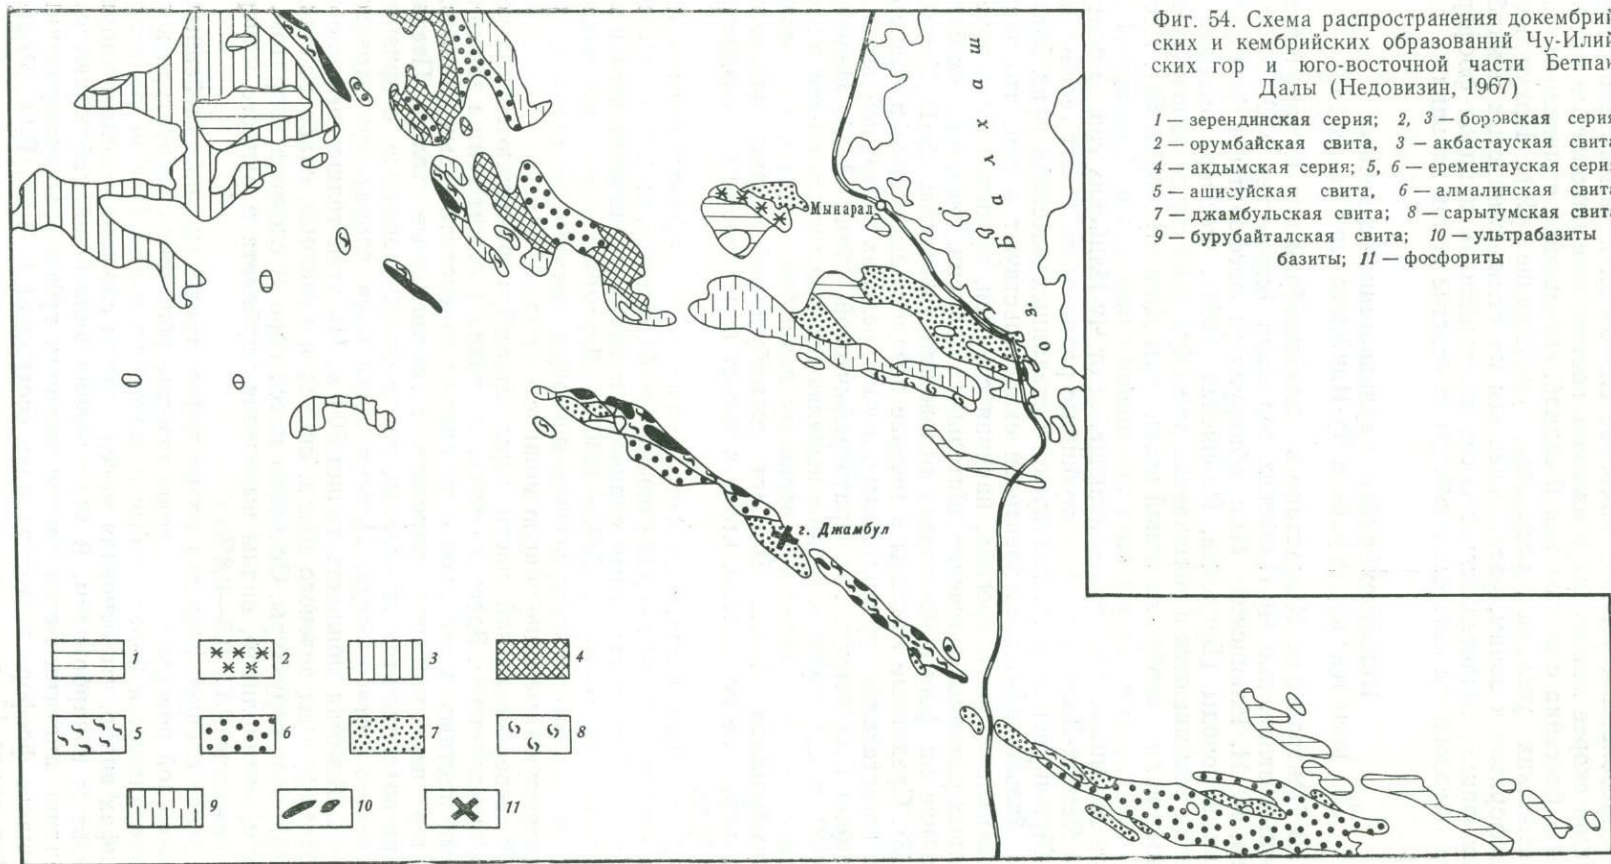 Фиг. 54. Схема распространения докембрий
ских и кембрийских образований Чу-Илий
ских гор и юго-восточной части Бетпак
Далы (Недовизин, 1967)
1 — зерендинская серия; 2, 3 — боровская серия
2 — орумбайская свита, 3 — акбастауская свита
4 — акдымская серия; 5, 6 — ерементауская серия
5 — ашисуйская свита, 6 — алмалинская свита
7 — джамбульская свита; 8 — сарытумская свита
9 — бурубайталская свита; 10 — ультрабазиты
базиты; 11 — фосфориты
оз. Балхаш
Мынарал
г. Джамбул
1
2
3
4
5
6
7
8
9
10
11